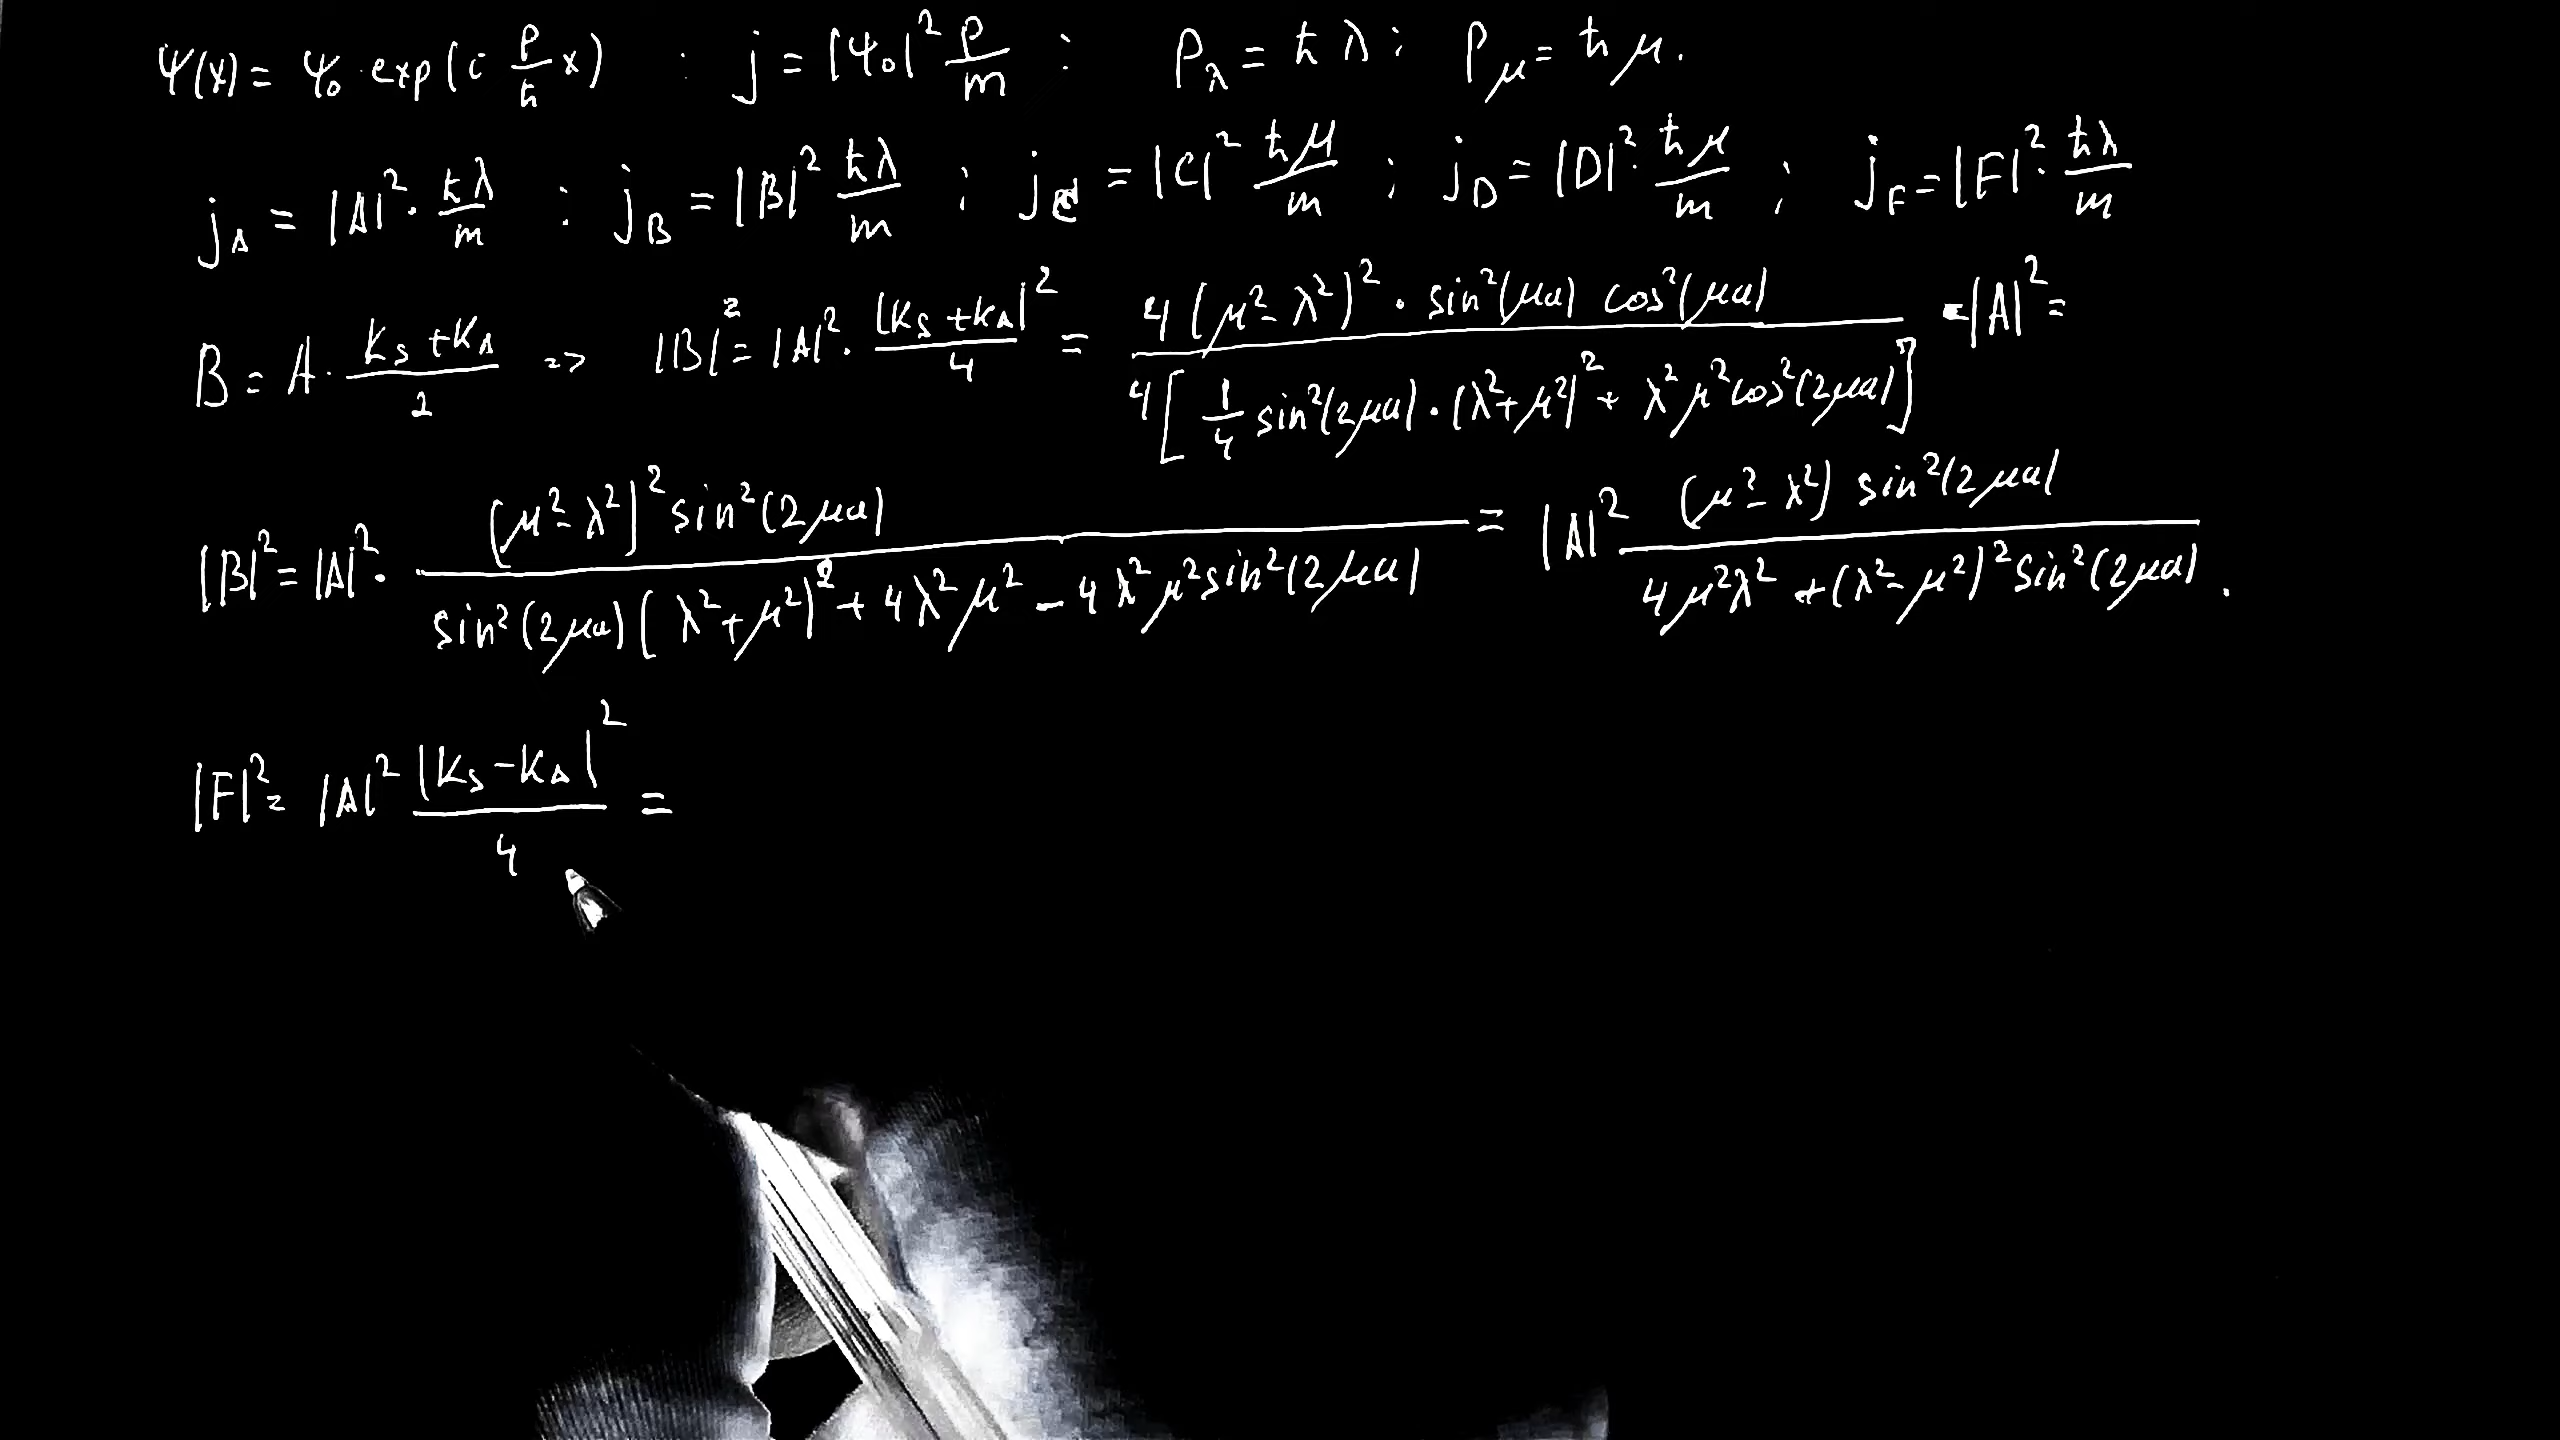 Ψ(x) = Ψ₀ · exp(i p/ħ x) ; j = |Ψ₀|² p/m ; P_λ = ħ λ ; P_μ = ħ μ.
j_A = |A|² · ħλ/m ; j_B = |B|² ħλ/m ; j_C = |C|² ħμ/m ; j_D = |D|² · ħμ/m ; j_F = |F|² · ħλ/m
B = A · (K_S + K_A)/2 => |B|² = |A|² · |K_S + K_A|²/4 = 4(μ² - λ²)² · sin²(μa) cos²(μa) / 4[1/4 sin²(2μa) · (λ² + μ²)² + λ²μ² cos²(2μa)] · |A|² =
|B|² = |A|² · (μ² - λ²)² sin²(2μa) / sin²(2μa)(λ² + μ²)² + 4λ²μ² - 4λ²μ² sin²(2μa) = |A|² (μ² - λ²) sin²(2μa) / 4μ²λ² + (λ² - μ²)² sin²(2μa) .
|F|² = |A|² |K_S - K_A|²/4 =